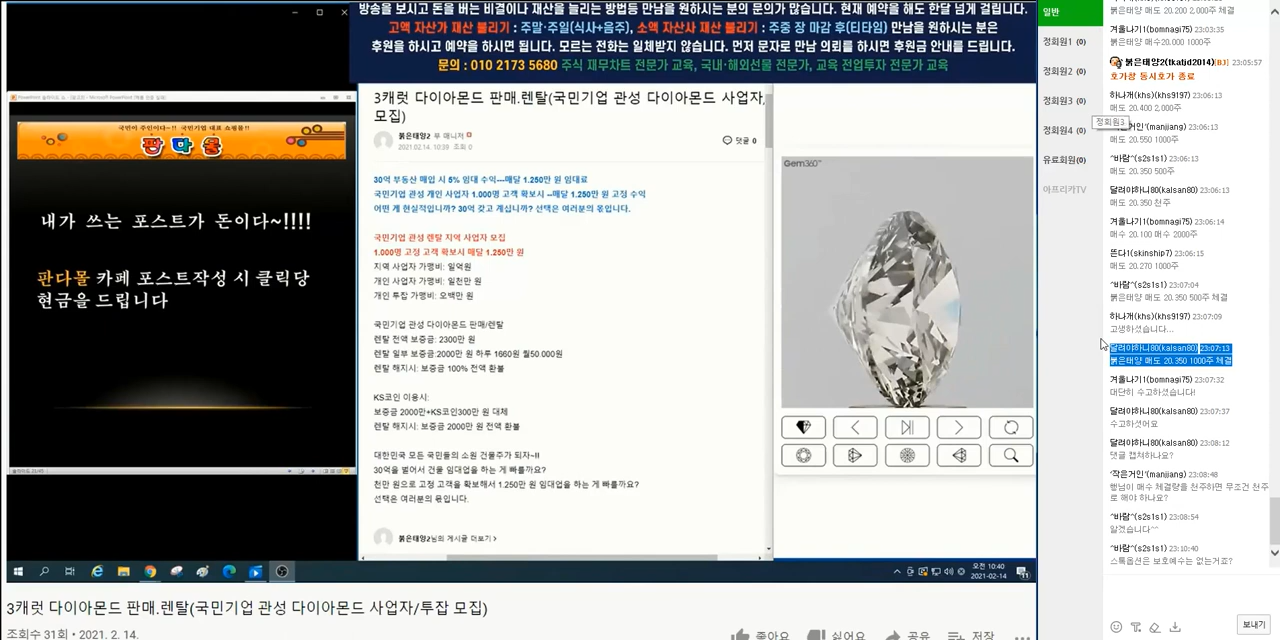 방송을 보시고 돈을 버는 비결이나 재산을 늘리는 방법등 만남을 원하시는 분의 문의가 많습니다. 현재 예약을 해도 한달 넘게 걸립니다.
고액 자산가 재산 불리기 : 주말·주일(식사+음주), 소액 자산사 재산 불리기 : 주중 장 마감 후(티타임) 만남을 원하시는 분은
후원을 하시고 예약을 하시면 됩니다. 모르는 전화는 일체받지 않습니다. 먼저 문자로 만남 의뢰를 하시면 후원금 안내를 드립니다.
문의 : 010 2173 5680 주식 재무차트 전문가 교육, 국내·해외선물 전문가, 교육 전업투자 전문가 교육
국민이 주인이다~!! 국민기업 대표 쇼핑몰!!
판다몰
내가 쓰는 포스트가 돈이다~!!!!
판다몰 카페 포스트작성 시 클릭당
현금을 드립니다
3캐럿 다이아몬드 판매.렌탈(국민기업 관성 다이아몬드 사업자/
모집)
붉은태양2 부 매니저
2021.02.14. 10:39 조회 0
댓글 0
30억 부동산 매입 시 5% 임대 수익---매달 1.250만 원 임대료
국민기업 관성 개인 사업자 1.000명 고객 확보시 --매달 1.250만 원 고정 수익
어떤 게 현실적입니까? 30억 갖고 계십니까? 선택은 여러분의 몫입니다.
국민기업 관성 렌탈 지역 사업자 모집
1.000명 고정 고객 확보시 매달 1.250만 원
지역 사업자 가맹비: 일억원
개인 사업자 가맹비: 일천만 원
개인 투잡 가맹비: 오백만 원
국민기업 관성 다이아몬드 판매/렌탈
렌탈 전액 보증금: 2300만 원
렌탈 일부 보증금:2000만 원 하루 1660원 월50.000원
렌탈 해지시: 보증금 100% 전액 환불
KS코인 이용시:
보증금 2000만+KS코인300만 원 대체
렌탈 해지시: 보증금 2000만 원 전액 환불
대한민국 모든 국민들의 소원 건물주가 되자~!!
30억을 벌어서 건물 임대업을 하는 게 빠를까요?
천만 원으로 고정 고객을 확보해서 1.250만 원 임대업을 하는 게 빠를까요?
선택은 여러분의 몫입니다.
붉은태양2님의 게시글 더보기 >
Gem360™
오전 10:40
2021-02-14
11
3캐럿 다이아몬드 판매.렌탈(국민기업 관성 다이아몬드 사업자/투잡 모집)
조회수 31회 • 2021. 2. 14.
좋아요
싫어요
공유
저장
일반
정회원1 (0)
정회원2 (0)
정회원3 (0)
정회원3
정회원4 (0)
유료회원(0)
아프리카TV
매도 20.200 2,000주 체결
겨울나기1(bomnagi75) 21:03:35
붉은태양 매수20.000 1000주
붉은태양2(tkatjd2014)[BJ] 23:05:57
호가창 동시호가 종료
하나개(khs)(khs9197) 23:06:13
매도 20.400 2,000주
'작은거인'(manjjang) 23:06:13
매도 20.550 1000주
^바람^(s2s1s1) 23:06:13
매도 20.350 500주
달려야하니80(kalsan80) 23:06:13
매도 20.350 천주
겨울나기1(bomnagi75) 23:06:14
매수 20.100 매수 2000주
뜬다1(skinship7) 23:06:15
매도 20.270 1000주
^바람^(s2s1s1) 23:07:04
붉은태양 매도 20.350 500주 체결
하나개(khs)(khs9197) 23:07:09
고생하셨습니다...
달려야하니80(kalsan80) 23:07:13
붉은태양 매도 20.350 1000주 체결
겨울나기1(bomnagi75) 23:07:32
대단히 수고하셨습니다!
달려야하니80(kalsan80) 23:07:37
수고하셧어요
달려야하니80(kalsan80) 23:08:12
댓글 캡쳐하나요?
'작은거인'(manjjang) 23:08:48
행님이 매수 체결량을 천주하면 무조건 천주
로 해야 하나요?
^바람^(s2s1s1) 23:08:54
알겠습니다^^
^바람^(s2s1s1) 23:10:40
스톡옵션은 보호예수는 없는거죠?
보내기